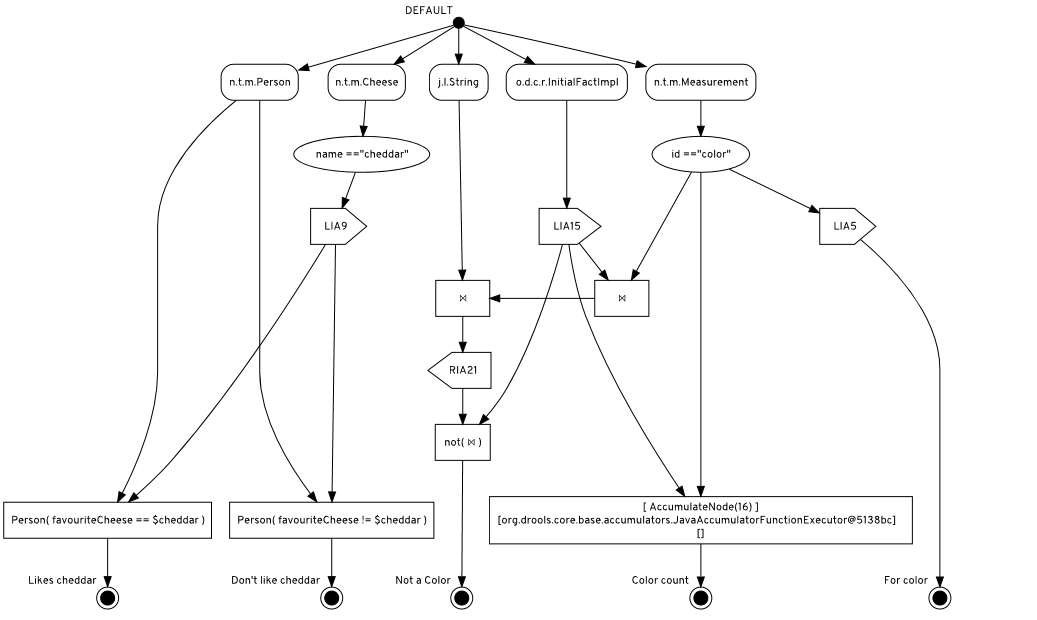 DEFAULT
n.t.m.Person
n.t.m.Cheese
j.l.String
o.d.c.r.InitialFactImpl
n.t.m.Measurement
name =="cheddar"
id =="color"
LIA9
LIA15
LIA5
⋈
⋈
RIA21
not( ⋈ )
Person( favouriteCheese == $cheddar )
Person( favouriteCheese != $cheddar )
[ AccumulateNode(16) ]
[org.drools.core.base.accumulators.JavaAccumulatorFunctionExecutor@5138bc]
[]
Likes cheddar
Don't like cheddar
Not a Color
Color count
For color